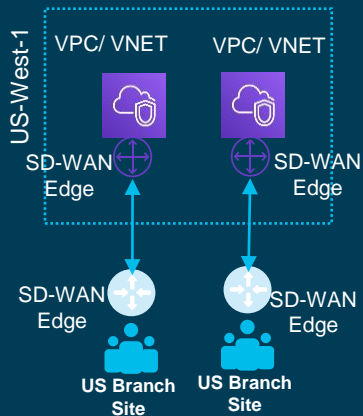 US-West-1
VPC/ VNET
VPC/ VNET
SD-WAN
Edge
SD-WAN
Edge
SD-WAN
Edge
SD-WAN
Edge
US Branch
Site
US Branch
Site